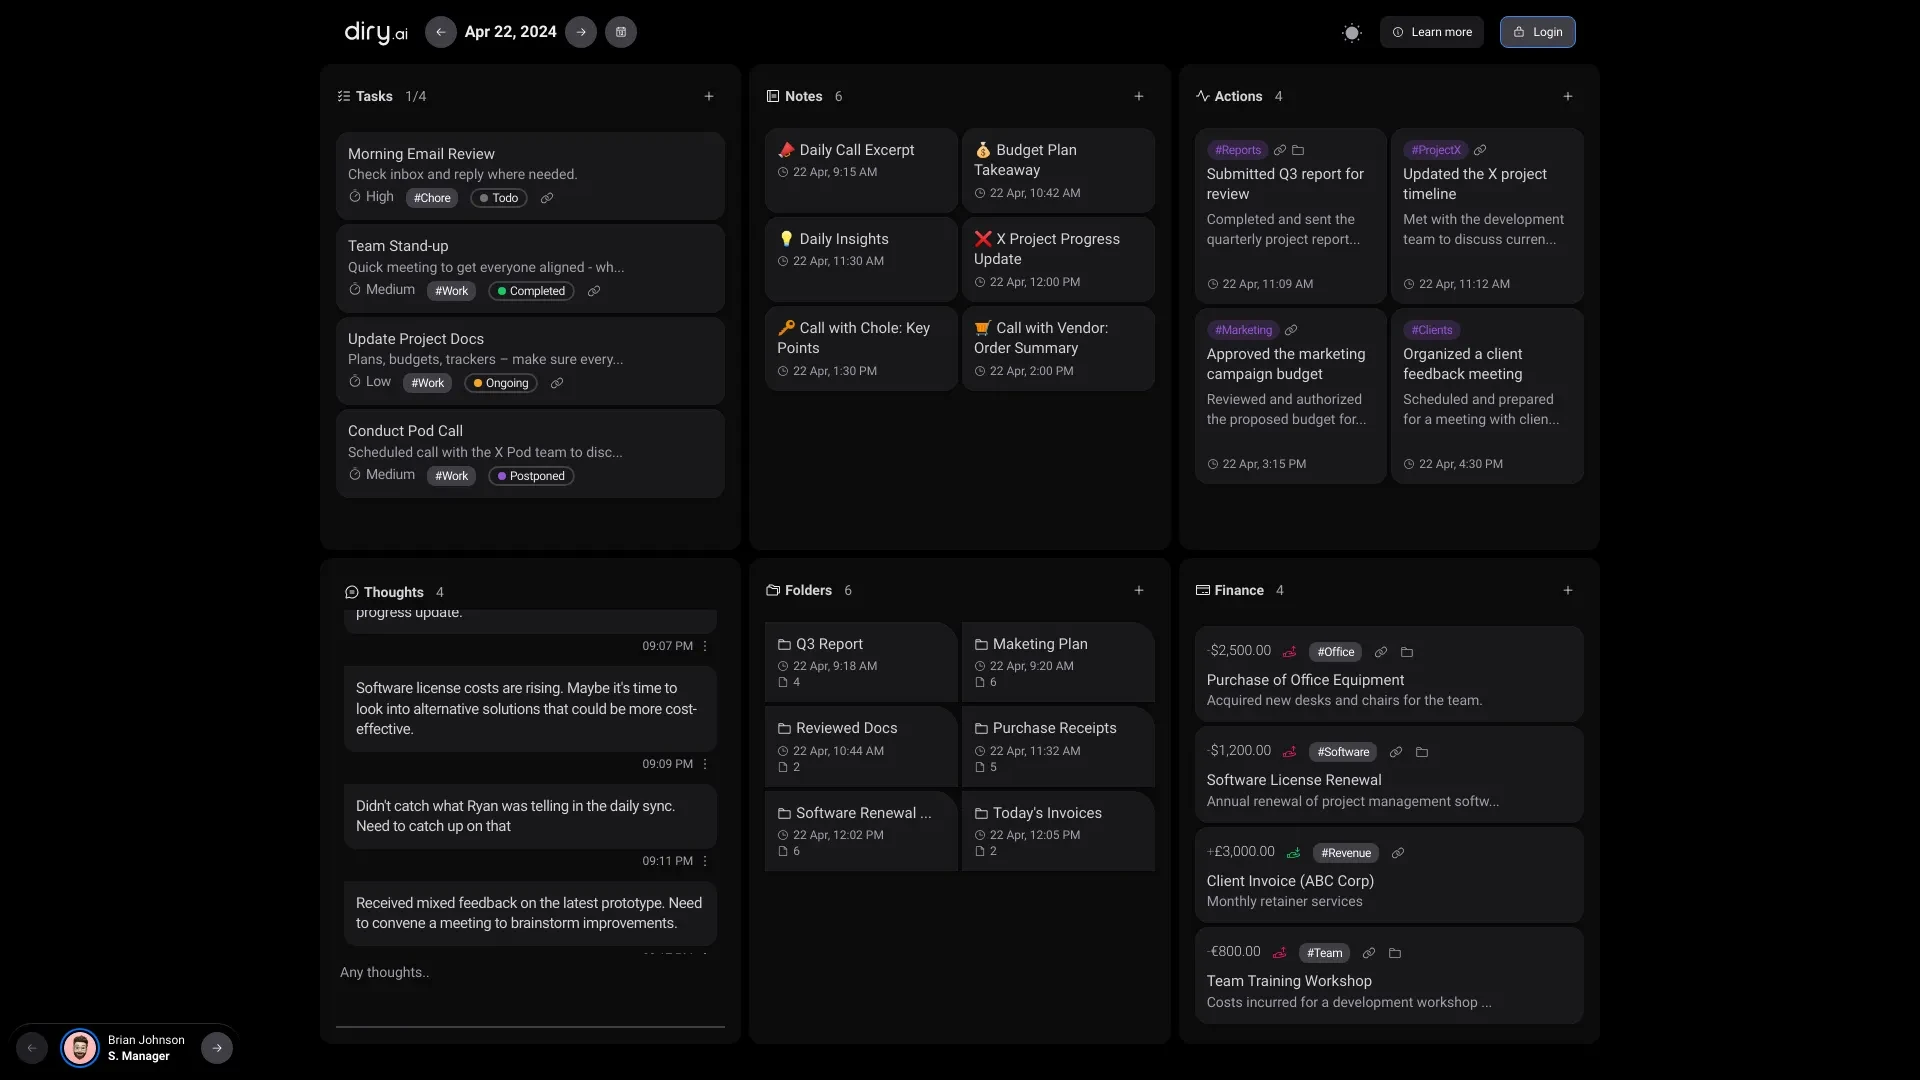 diry.ai
Apr 22, 2024
Learn more
Login
Tasks 1/4
Morning Email Review
Check inbox and reply where needed.
High #Chore Todo
Team Stand-up
Quick meeting to get everyone aligned - wh...
Medium #Work Completed
Update Project Docs
Plans, budgets, trackers – make sure every...
Low #Work Ongoing
Conduct Pod Call
Scheduled call with the X Pod team to disc...
Medium #Work Postponed
Notes 6
Daily Call Excerpt
22 Apr, 9:15 AM
Budget Plan
Takeaway
22 Apr, 10:42 AM
Daily Insights
22 Apr, 11:30 AM
X Project Progress
Update
22 Apr, 12:00 PM
Call with Chole: Key
Points
22 Apr, 1:30 PM
Call with Vendor:
Order Summary
22 Apr, 2:00 PM
Actions 4
#Reports
Submitted Q3 report for
review
Completed and sent the
quarterly project report...
22 Apr, 11:09 AM
#ProjectX
Updated the X project
timeline
Met with the development
team to discuss curren...
22 Apr, 11:12 AM
#Marketing
Approved the marketing
campaign budget
Reviewed and authorized
the proposed budget for...
22 Apr, 3:15 PM
#Clients
Organized a client
feedback meeting
Scheduled and prepared
for a meeting with clien...
22 Apr, 4:30 PM
Thoughts 4
progress update.
09:07 PM
Software license costs are rising. Maybe it's time to
look into alternative solutions that could be more cost-
effective.
09:09 PM
Didn't catch what Ryan was telling in the daily sync.
Need to catch up on that
09:11 PM
Received mixed feedback on the latest prototype. Need
to convene a meeting to brainstorm improvements.
Any thoughts..
Folders 6
Q3 Report
22 Apr, 9:18 AM
4
Maketing Plan
22 Apr, 9:20 AM
6
Reviewed Docs
22 Apr, 10:44 AM
2
Purchase Receipts
22 Apr, 11:32 AM
5
Software Renewal ...
22 Apr, 12:02 PM
6
Today's Invoices
22 Apr, 12:05 PM
2
Finance 4
-$2,500.00 #Office
Purchase of Office Equipment
Acquired new desks and chairs for the team.
-$1,200.00 #Software
Software License Renewal
Annual renewal of project management softw...
+£3,000.00 #Revenue
Client Invoice (ABC Corp)
Monthly retainer services
-€800.00 #Team
Team Training Workshop
Costs incurred for a development workshop ...
Brian Johnson
S. Manager